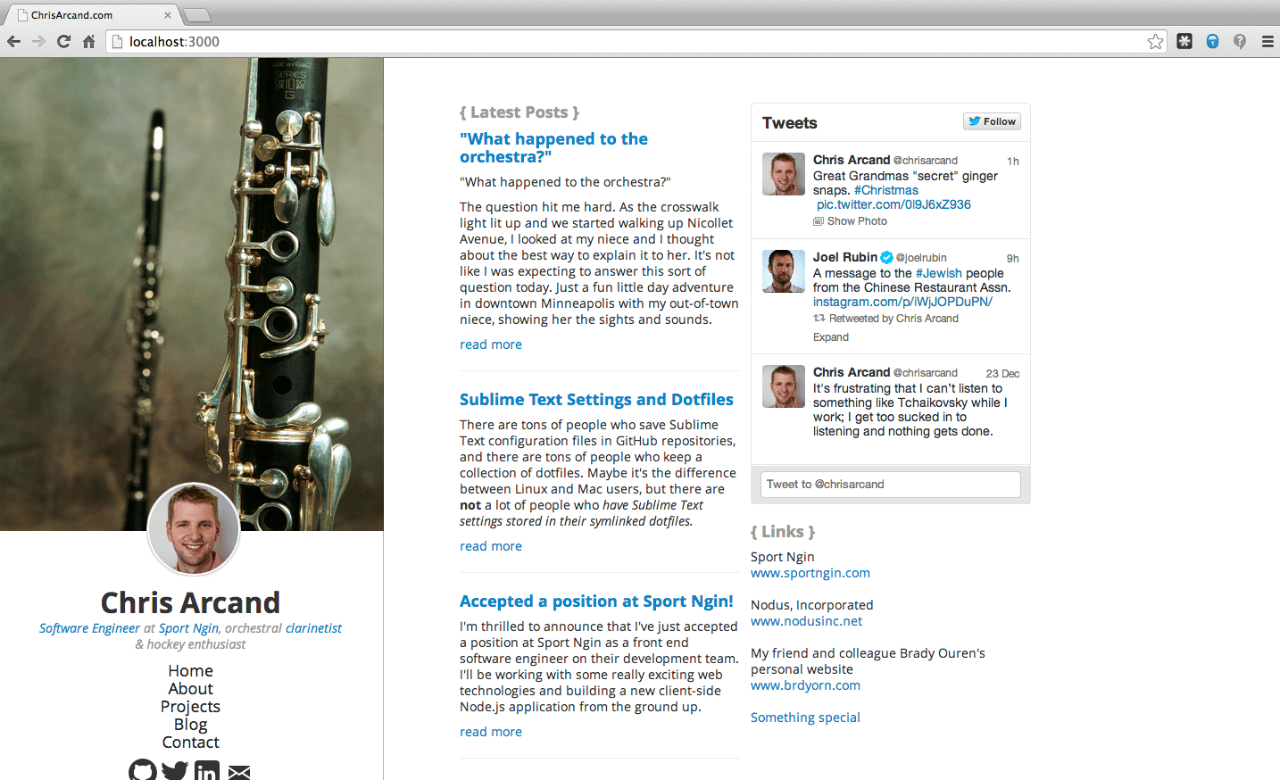 ChrisArcand.com
localhost:3000
SERIES
10
G
Chris Arcand
Software Engineer at Sport Ngin, orchestral clarinetist
& hockey enthusiast
Home
About
Projects
Blog
Contact
{ Latest Posts }
"What happened to the
orchestra?"
"What happened to the orchestra?"
The question hit me hard. As the crosswalk
light lit up and we started walking up Nicollet
Avenue, I looked at my niece and I thought
about the best way to explain it to her. It's not
like I was expecting to answer this sort of
question today. Just a fun little day adventure
in downtown Minneapolis with my out-of-town
niece, showing her the sights and sounds.
read more
Sublime Text Settings and Dotfiles
There are tons of people who save Sublime
Text configuration files in GitHub repositories,
and there are tons of people who keep a
collection of dotfiles. Maybe it's the difference
between Linux and Mac users, but there are
not a lot of people who have Sublime Text
settings stored in their symlinked dotfiles.
read more
Accepted a position at Sport Ngin!
I'm thrilled to announce that I've just accepted
a position at Sport Ngin as a front end
software engineer on their development team.
I'll be working with some really exciting web
technologies and building a new client-side
Node.js application from the ground up.
read more
Tweets
Follow
Chris Arcand @chrisarcand 1h
Great Grandmas "secret" ginger
snaps. #Christmas
pic.twitter.com/0l9J6xZ936
Show Photo
Joel Rubin @joelrubin 9h
A message to the #Jewish people
from the Chinese Restaurant Assn.
instagram.com/p/iWjJOPDuPN/
Retweeted by Chris Arcand
Expand
Chris Arcand @chrisarcand 23 Dec
It's frustrating that I can't listen to
something like Tchaikovsky while I
work; I get too sucked in to
listening and nothing gets done.
Tweet to @chrisarcand
{ Links }
Sport Ngin
www.sportngin.com
Nodus, Incorporated
www.nodusinc.net
My friend and colleague Brady Ouren's
personal website
www.brdyorn.com
Something special